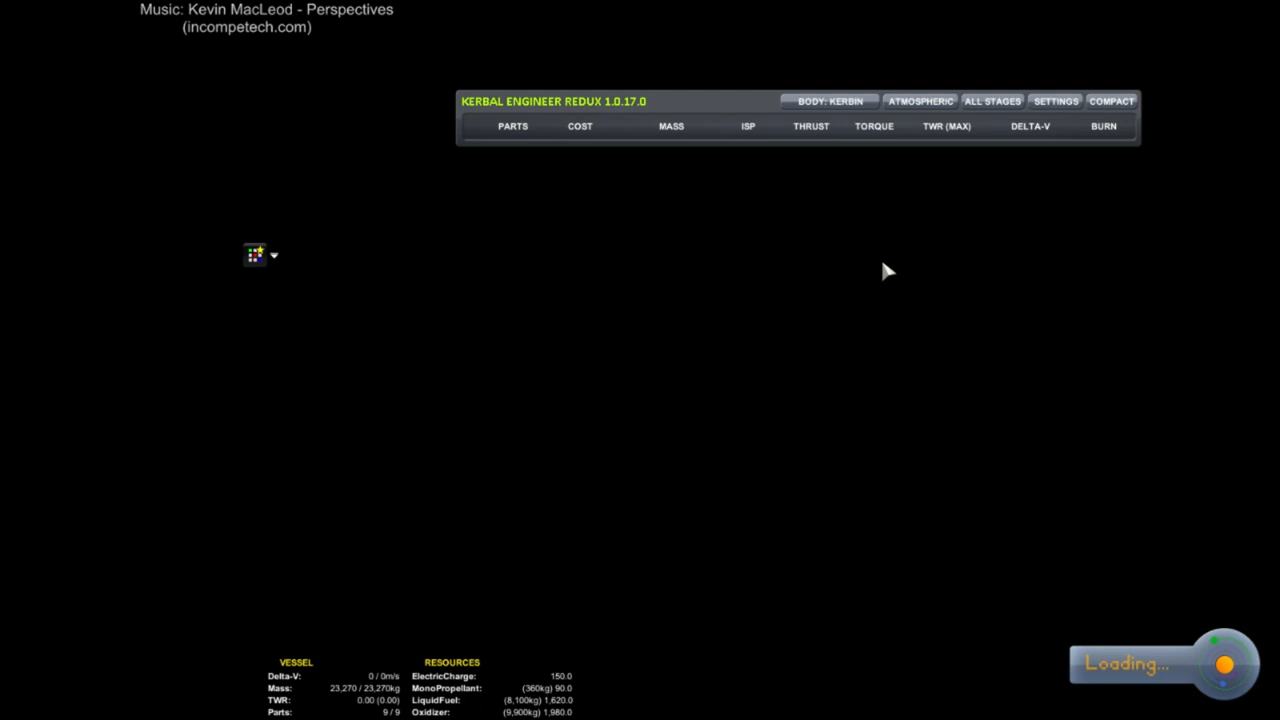 Music: Kevin MacLeod - Perspectives
(incompetech.com)
KERBAL ENGINEER REDUX 1.0.17.0 BODY: KERBIN ATMOSPHERIC ALL STAGES SETTINGS COMPACT
PARTS COST MASS ISP THRUST TORQUE TWR (MAX) DELTA-V BURN
Loading...
VESSEL RESOURCES
Delta-V: 0 / 0m/s ElectricCharge: 150.0
Mass: 23,270 / 23,270kg MonoPropellant: (360kg) 90.0
TWR: 0.00 (0.00) LiquidFuel: (8,100kg) 1,620.0
Parts: 9 / 9 Oxidizer: (9,900kg) 1,980.0